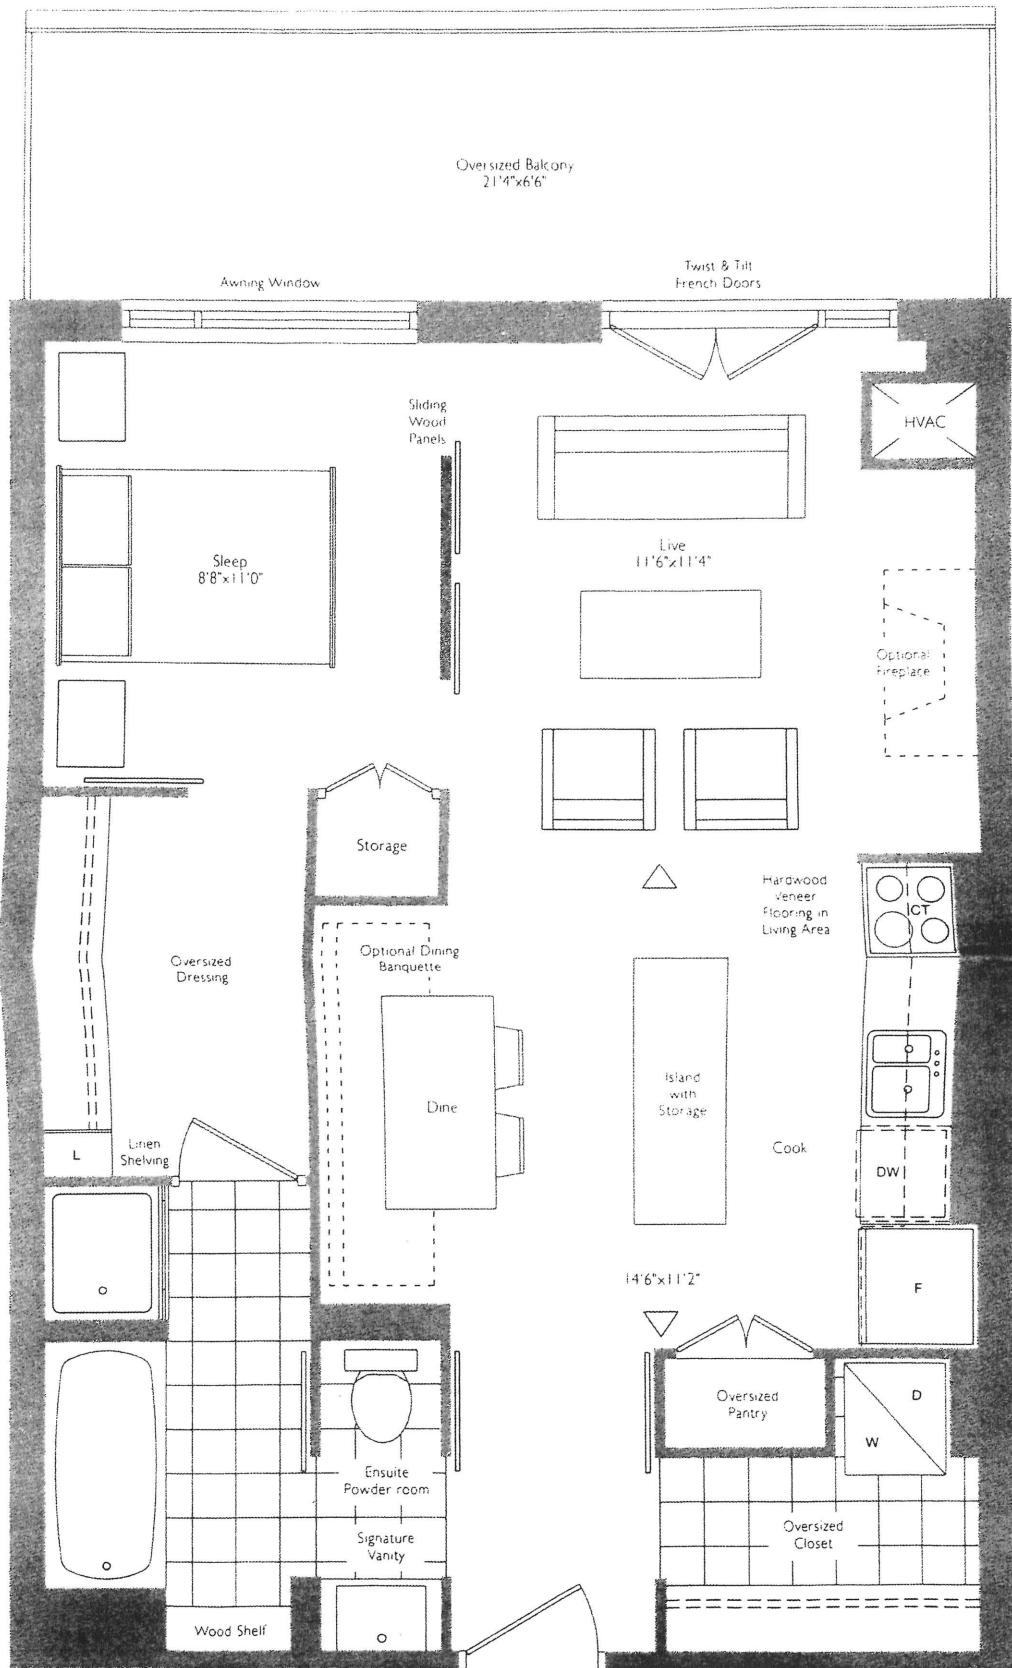 Oversized Balcony
21'4"x6'6"
Awning Window
Twist & Tilt
French Doors
Sliding
Wood
Panels
HVAC
Sleep
8'8"x11'0"
Live
11'6"x11'4"
Optional
Fireplace
Storage
Hardwood
Veneer
Flooring in
Living Area
CT
Optional Dining
Banquette
Oversized
Dressing
Island
with
Storage
Dine
Cook
Linen
Shelving
L
DW
14'6"x11'2"
F
Oversized
Pantry
D
W
Ensuite
Powder room
Signature
Vanity
Oversized
Closet
Wood Shelf